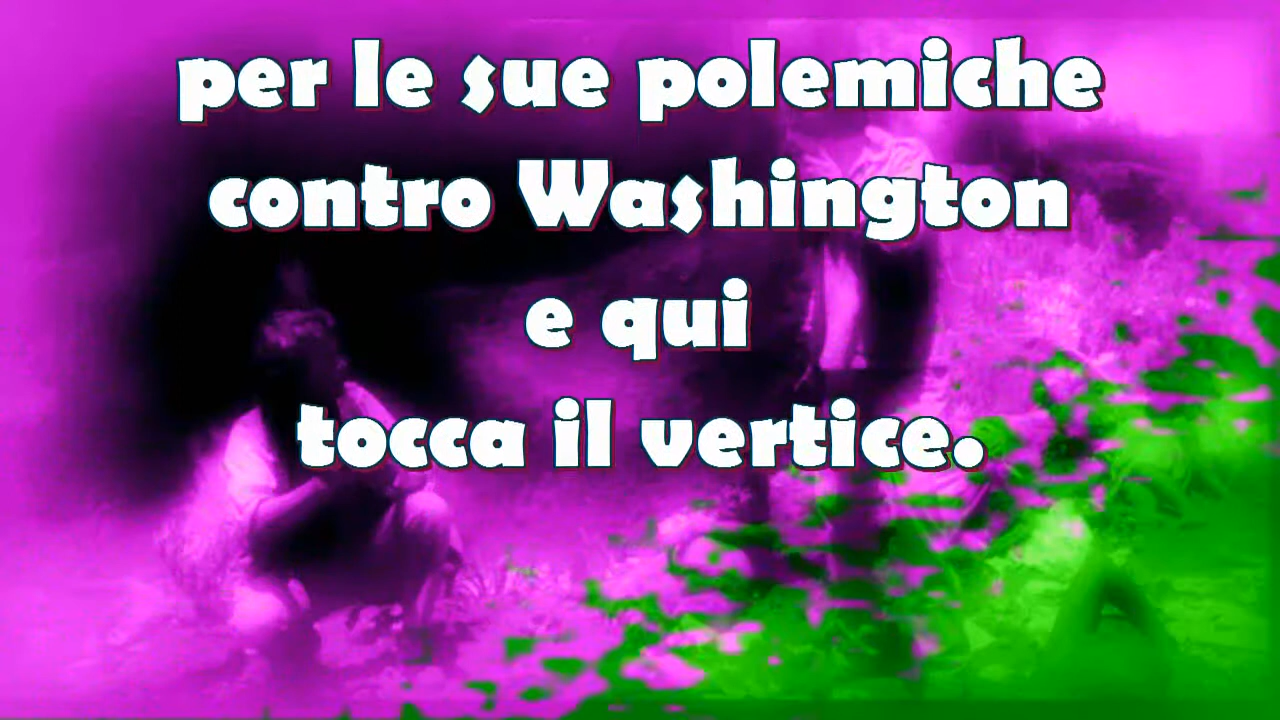 per le sue polemiche
contro Washington
e qui
tocca il vertice.